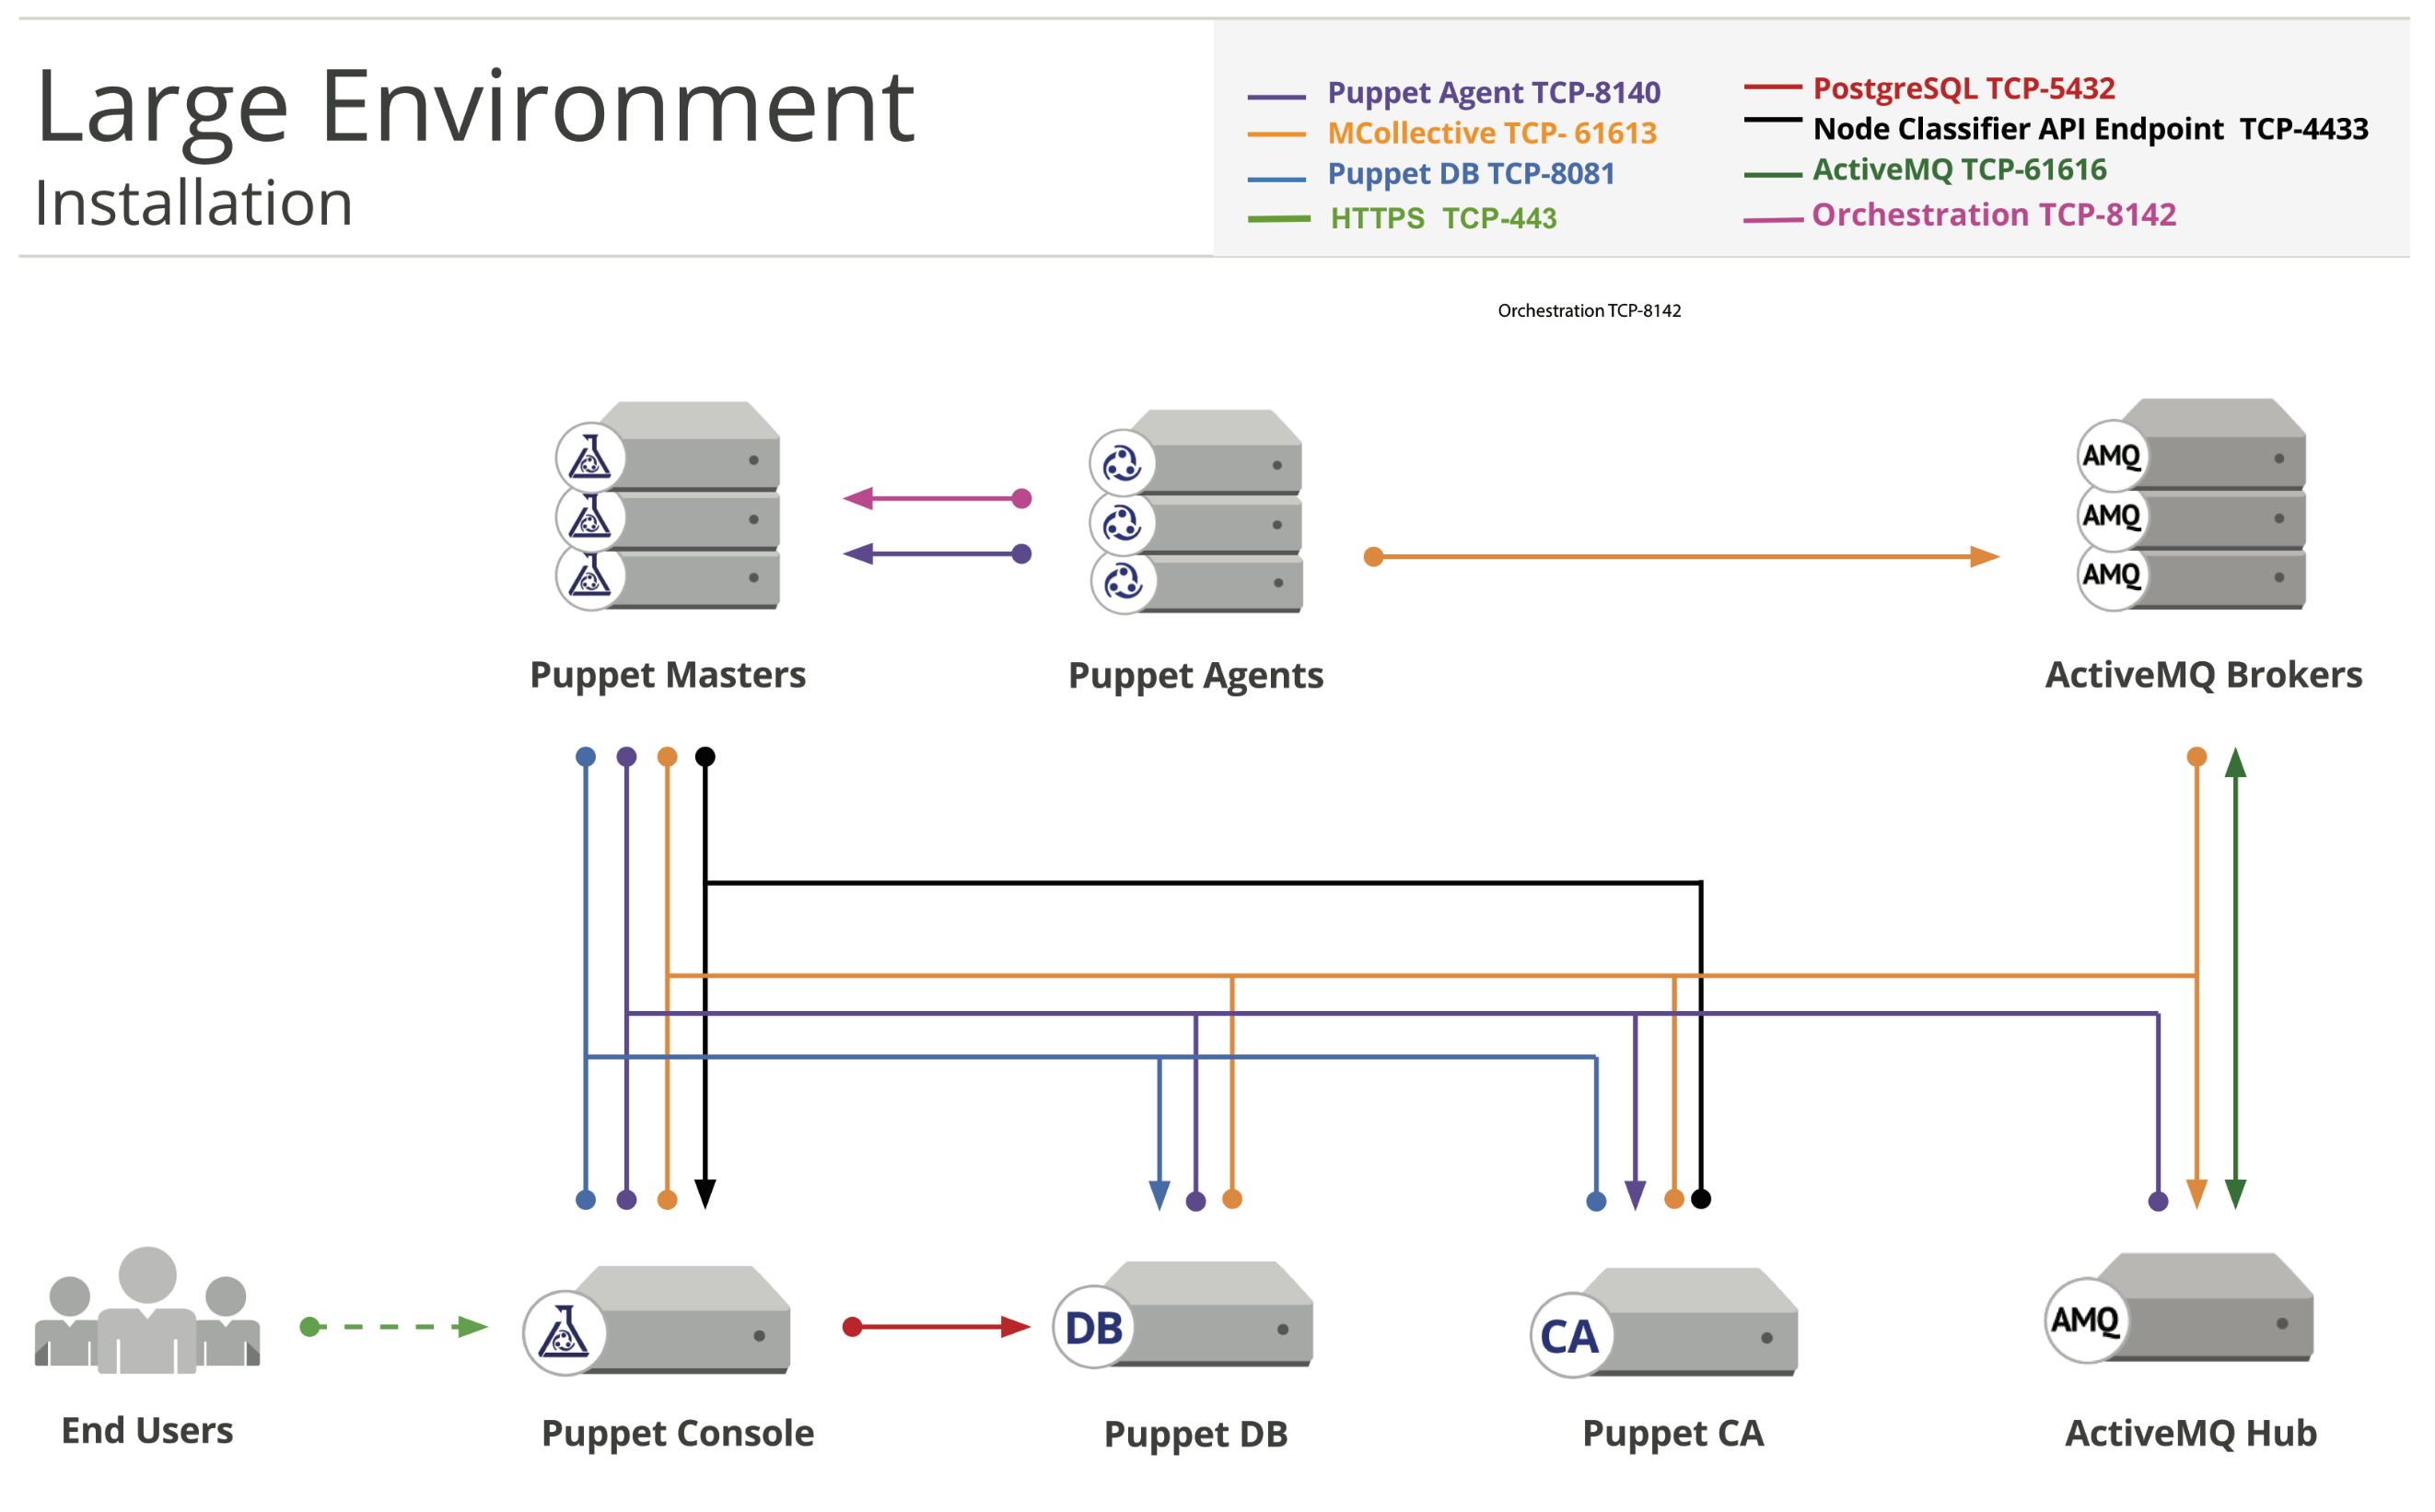 Large Environment
Installation
Puppet Agent TCP-8140
MCollective TCP- 61613
Puppet DB TCP-8081
HTTPS TCP-443
PostgreSQL TCP-5432
Node Classifier API Endpoint TCP-4433
ActiveMQ TCP-61616
Orchestration TCP-8142
Orchestration TCP-8142
AMQ
AMQ
AMQ
Puppet Masters
Puppet Agents
ActiveMQ Brokers
DB
CA
AMQ
End Users
Puppet Console
Puppet DB
Puppet CA
ActiveMQ Hub